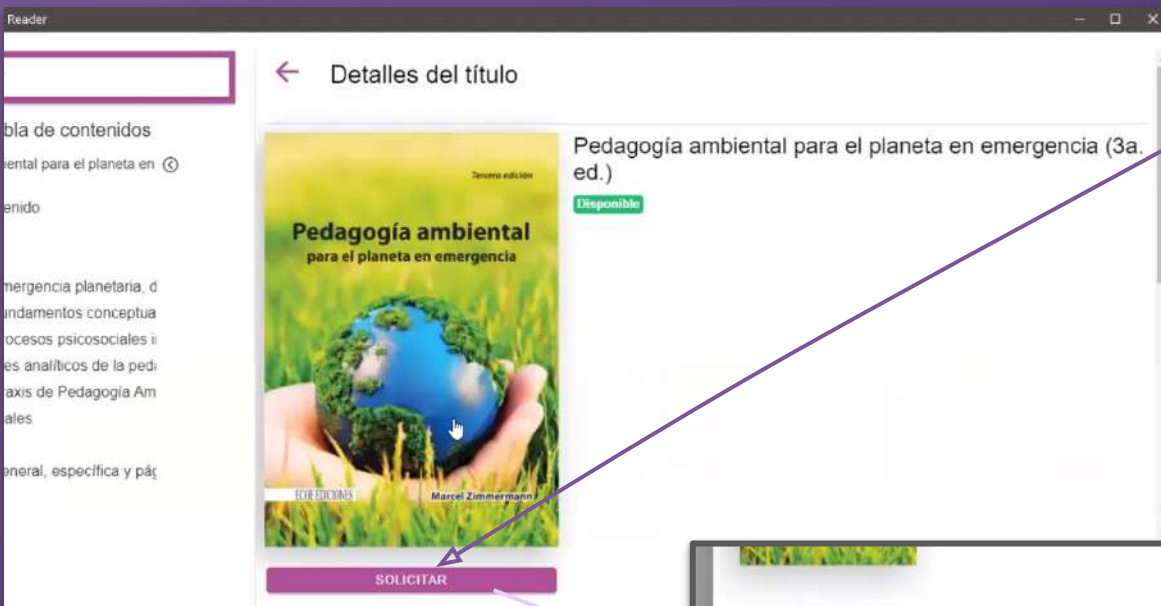 Reader
Detalles del título
bla de contenidos
iental para el planeta en
enido
mergencia planetaria, d
undamentos conceptua
ocesos psicosociales i
es analíticos de la ped
axis de Pedagogía Am
ales
eneral, específica y pág
Tercera edición
Pedagogía ambiental
para el planeta en emergencia
ECOE EDICIONES
Marcel Zimmermann
SOLICITAR
Pedagogía ambiental para el planeta en emergencia (3a.
ed.)
Disponible